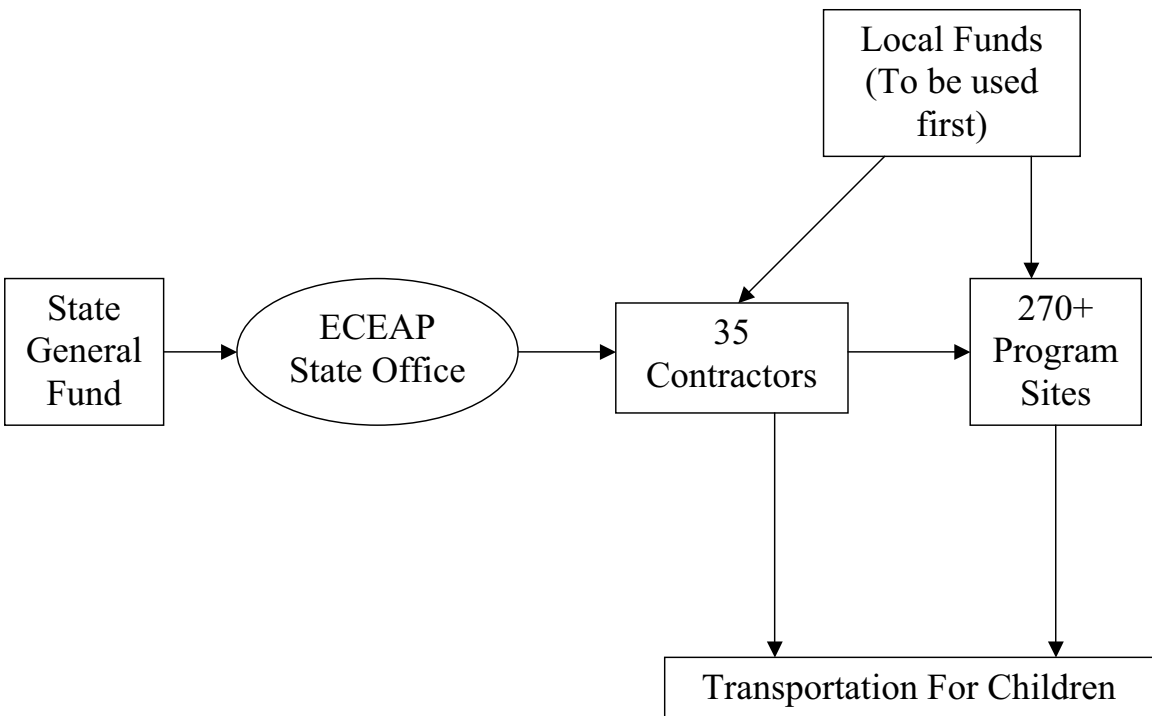 Local Funds
(To be used
first)
State
General
Fund
ECEAP
State Office
35
Contractors
270+
Program
Sites
Transportation For Children